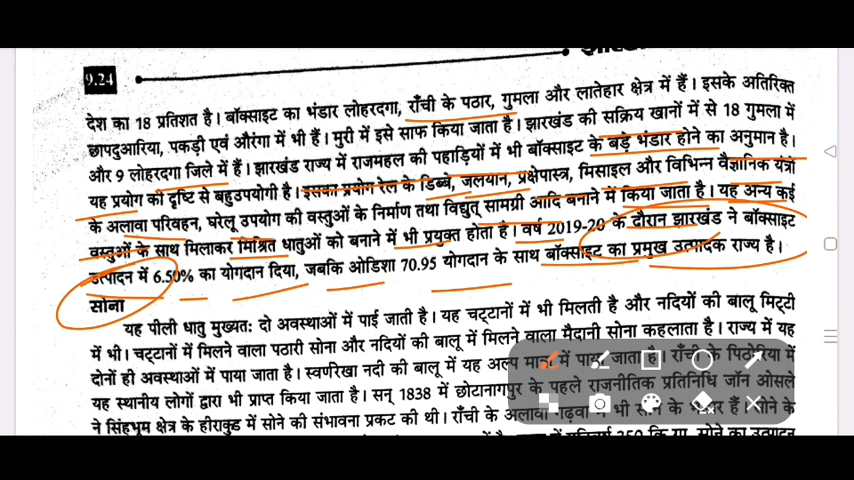 9.24
देश का 18 प्रतिशत है। बॉक्साइट का भंडार लोहरदगा, राँची के पठार, गुमला और लातेहार क्षेत्र में हैं। इसके अतिरिक्त
छापदुआरिया, पकड़ी एवं औरंगा में भी हैं। मुरी में इसे साफ किया जाता है। झारखंड की सक्रिय खानों में से 18 गुमला में
और 9 लोहरदगा जिले में हैं। झारखंड राज्य में राजमहल की पहाड़ियों में भी बॉक्साइट के बड़े भंडार होने का अनुमान है।
यह प्रयोग की दृष्टि से बहुउपयोगी है। इसका प्रयोग रेल के डिब्बे, जलयान, प्रक्षेपास्त्र, मिसाइल और विभिन्न वैज्ञानिक यंत्रों
के अलावा परिवहन, घरेलू उपयोग की वस्तुओं के निर्माण तथा विद्युत् सामग्री आदि बनाने में किया जाता है। यह अन्य कई
वस्तुओं के साथ मिलाकर मिश्रित धातुओं को बनाने में भी प्रयुक्त होता है। वर्ष 2019-20 के दौरान झारखंड ने बॉक्साइट
उत्पादन में 6.50% का योगदान दिया, जबकि ओडिशा 70.95 योगदान के साथ बॉक्साइट का प्रमुख उत्पादक राज्य है।
सोना
यह पीली धातु मुख्यत: दो अवस्थाओं में पाई जाती है। यह चट्टानों में भी मिलती है और नदियों की बालू मिट्टी
में भी। चट्टानों में मिलने वाला पठारी सोना और नदियों की बालू में मिलने वाला मैदानी सोना कहलाता है। राज्य में यह
दोनों ही अवस्थाओं में पाया जाता है। स्वर्णरेखा नदी की बालू में यह अल्प मात्रा में पाया जाता है। राँची के पिठोरिया में
यह स्थानीय लोगों द्वारा भी प्राप्त किया जाता है। सन् 1838 में छोटानागपुर के पहले राजनीतिक प्रतिनिधि जॉन ओसले
ने सिंहभूम क्षेत्र के हीराकुड में सोने की संभावना प्रकट की थी। राँची के अलावा गढ़वा में भी सोने के भंडार हैं। सोने के
250 कि.ग्रा. सोने का उत्पादन